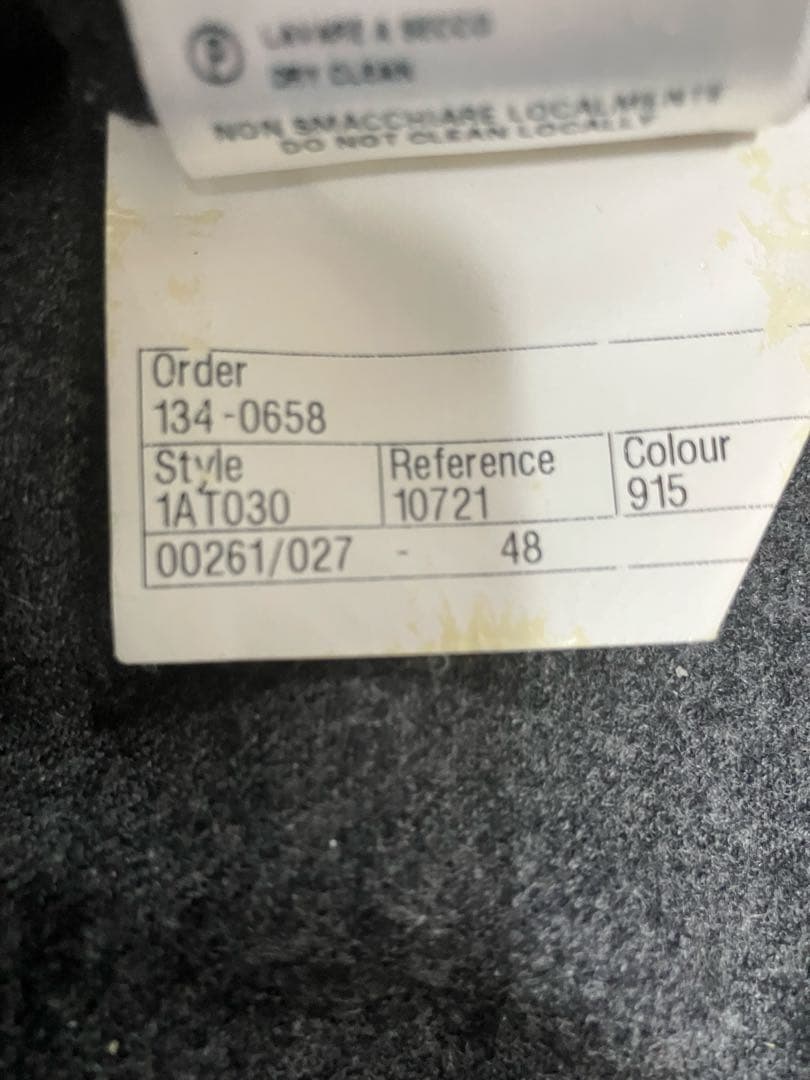 P LAVARE A SECCO
DRY CLEAN
NON SMACCHIARE LOCALMENTE
DO NOT CLEAN LOCALLY
Order
134-0658
Style Reference Colour
1AT030 10721 915
00261/027 - 48